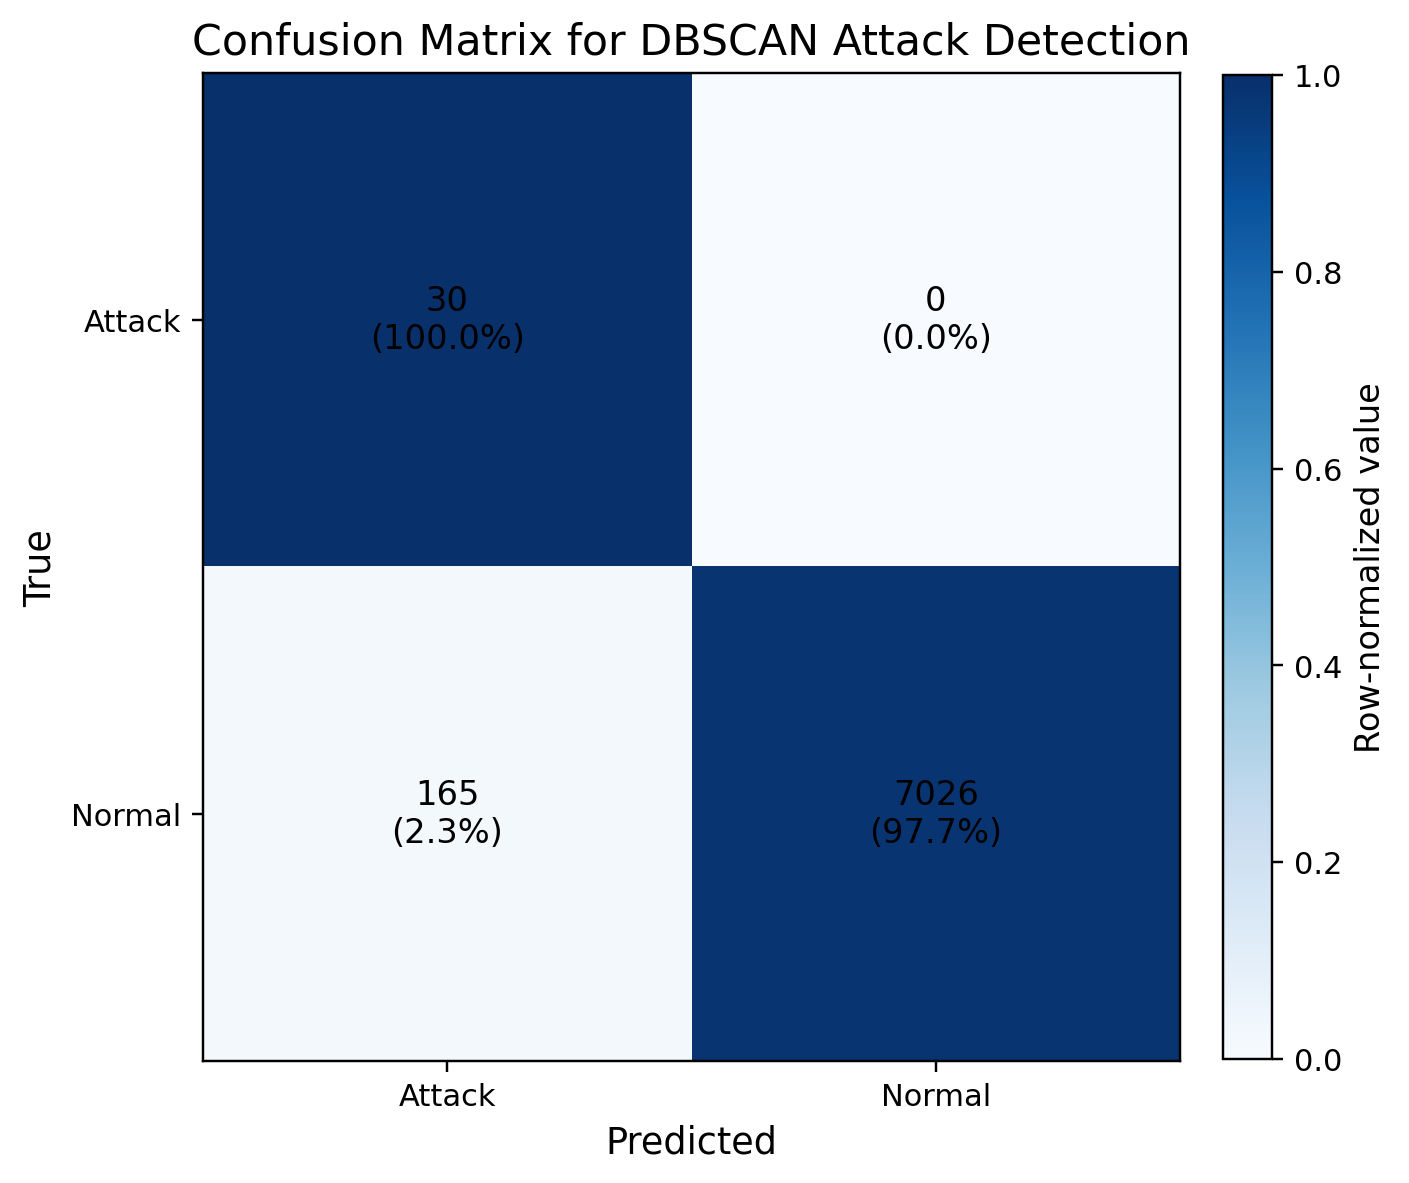 Confusion Matrix for DBSCAN Attack Detection
True
Attack
30
(100.0%)
0
(0.0%)
Normal
165
(2.3%)
7026
(97.7%)
Attack
Normal
Predicted
1.0
0.8
0.6
0.4
0.2
0.0
Row-normalized value